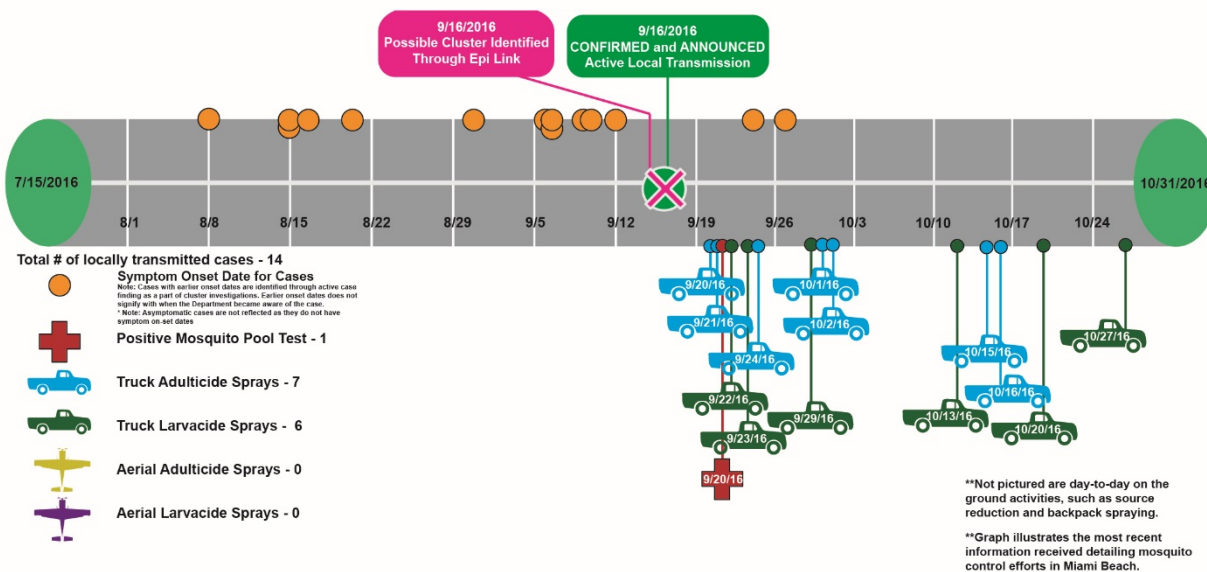 9/16/2016
Possible Cluster Identified
Through Epi Link
9/16/2016
CONFIRMED and ANNOUNCED
Active Local Transmission
7/15/2016
10/31/2016
8/1
8/8
8/15
8/22
8/29
9/5
9/12
9/19
9/26
10/3
10/10
10/17
10/24
Total # of locally transmitted cases - 14
Symptom Onset Date for Cases
Note: Cases with earlier onset dates are identified through active case
finding as a part of cluster investigations. Earlier onset dates does not
signify with when the Department became aware of the case.
* Note: Asymptomatic cases are not reflected as they do not have
symptom on-set dates
Positive Mosquito Pool Test - 1
Truck Adulticide Sprays - 7
Truck Larvacide Sprays - 6
Aerial Adulticide Sprays - 0
Aerial Larvacide Sprays - 0
9/20/16
9/21/16
9/24/16
9/22/16
9/23/16
9/20/16
10/1/16
10/2/16
9/29/16
10/13/16
10/15/16
10/16/16
10/20/16
10/27/16
**Not pictured are day-to-day on the
ground activities, such as source
reduction and backpack spraying.
**Graph illustrates the most recent
information received detailing mosquito
control efforts in Miami Beach.